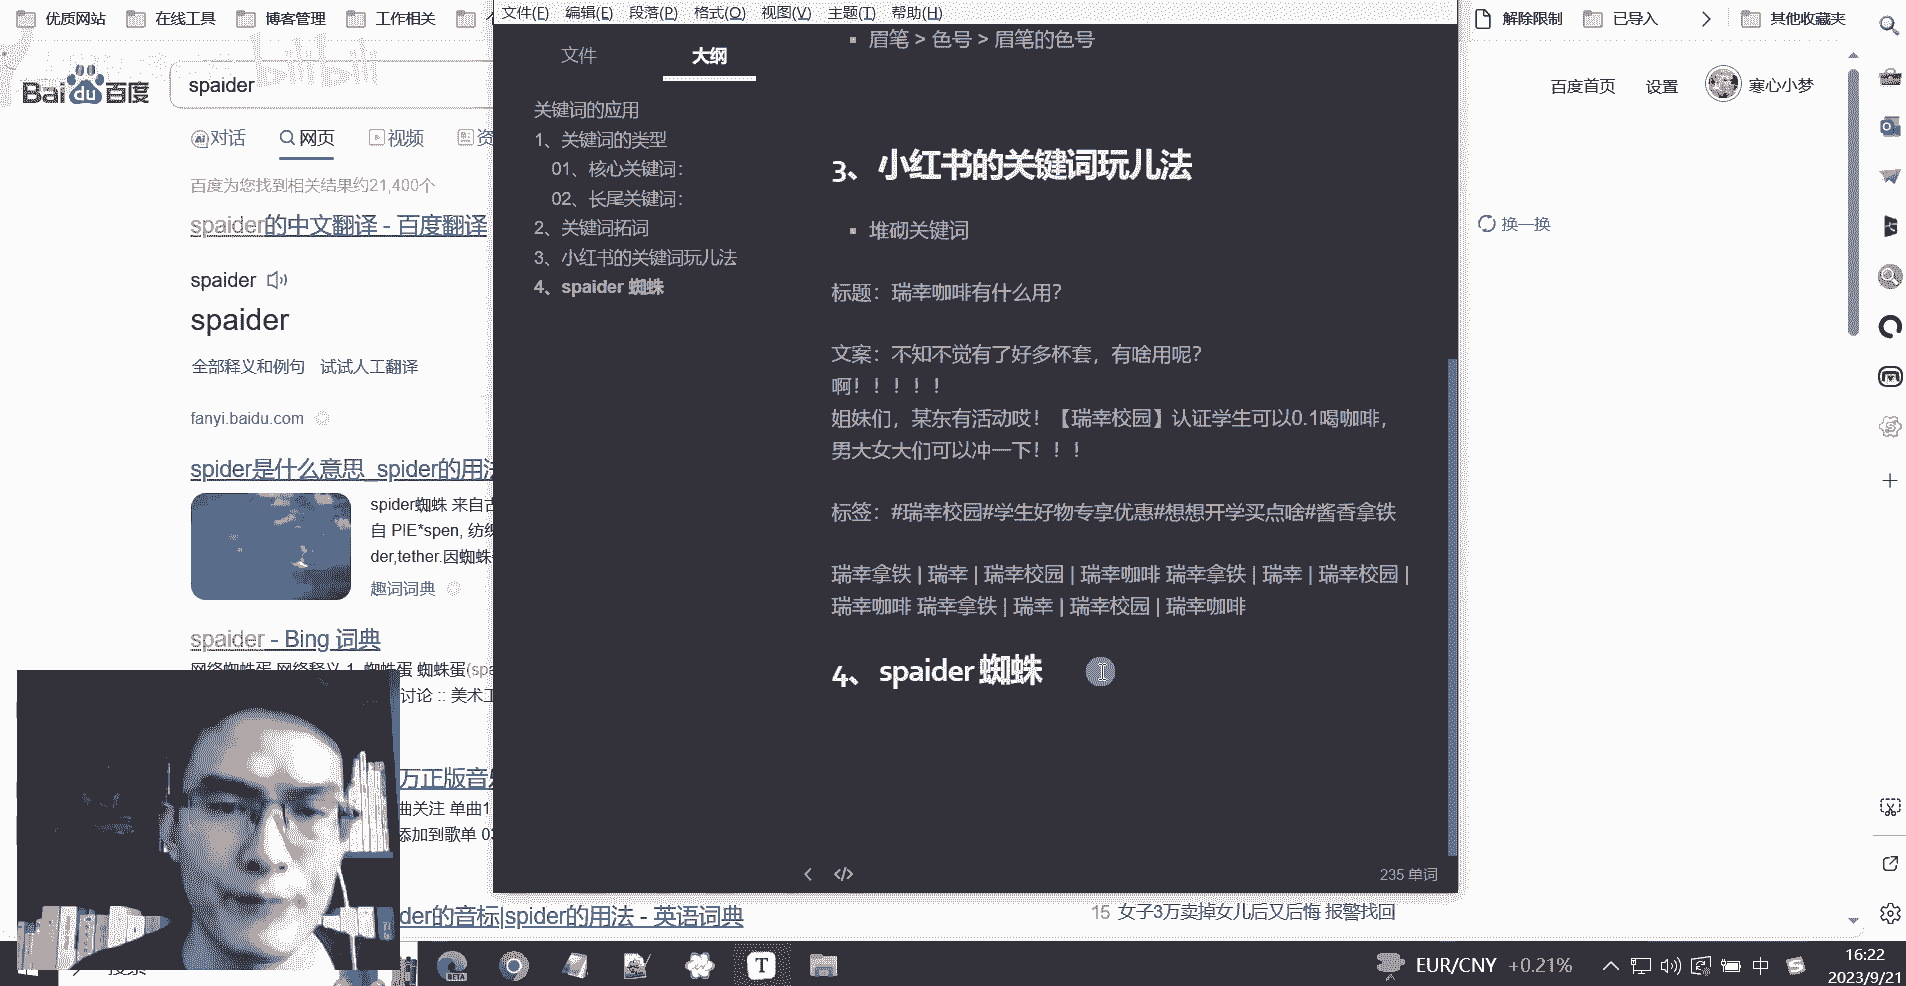 优质网站
在线工具
博客管理
工作相关
文件(F) 编辑(E) 段落(P) 格式(O) 视图(V) 主题(T) 帮助(H)
解除限制
已导入
其他收藏夹
bilibili
Bai du 百度
spaider
百度首页 设置 寒心小梦
对话 网页 视频 资
百度为您找到相关结果约21,400个
spaider的中文翻译 - 百度翻译
spaider
spaider
全部释义和例句 试试人工翻译
fanyi.baidu.com
spider是什么意思_spider的用法
spider蜘蛛 来自古
自 PIE*spen, 纺织
der,tether.因蜘蛛
趣词词典
spaider - Bing 词典
网络蜘蛛蛋 网络释义 1. 蜘蛛蛋 蜘蛛蛋(spa
讨论 :: 美术工
万正版音乐
曲关注 单曲1
添加到歌单 03
der的音标|spider的用法 - 英语词典
文件 大纲
关键词的应用
1、关键词的类型
01、核心关键词：
02、长尾关键词：
2、关键词拓词
3、小红书的关键词玩儿法
4、spaider 蜘蛛
眉笔 > 色号 > 眉笔的色号
3、小红书的关键词玩儿法
堆砌关键词
标题：瑞幸咖啡有什么用？
文案：不知不觉有了好多杯套，有啥用呢？
啊！！！！！
姐妹们，某东有活动哎！【瑞幸校园】认证学生可以0.1喝咖啡，
男大女大们可以冲一下！！！
标签：#瑞幸校园#学生好物专享优惠#想想开学买点啥#酱香拿铁
瑞幸拿铁 | 瑞幸 | 瑞幸校园 | 瑞幸咖啡 瑞幸拿铁 | 瑞幸 | 瑞幸校园 |
瑞幸咖啡 瑞幸拿铁 | 瑞幸 | 瑞幸校园 | 瑞幸咖啡
4、spaider 蜘蛛
235 单词
换一换
15 女子3万卖掉女儿后又后悔 报警找回
搜索
BETA
T
EUR/CNY +0.21%
中
16:22
2023/9/21